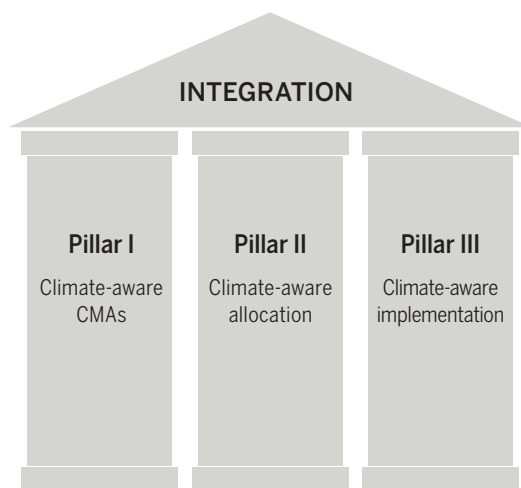 INTEGRATION
Pillar I
Climate-aware
CMAs
Pillar II
Climate-aware
allocation
Pillar III
Climate-aware
implementation